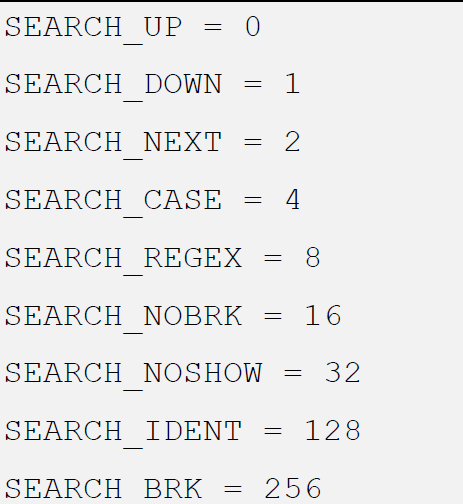 SEARCH_UP = 0
SEARCH_DOWN = 1
SEARCH_NEXT = 2
SEARCH_CASE = 4
SEARCH_REGEX = 8
SEARCH_NOBRK = 16
SEARCH_NOSHOW = 32
SEARCH_IDENT = 128
SEARCH_BRK = 256